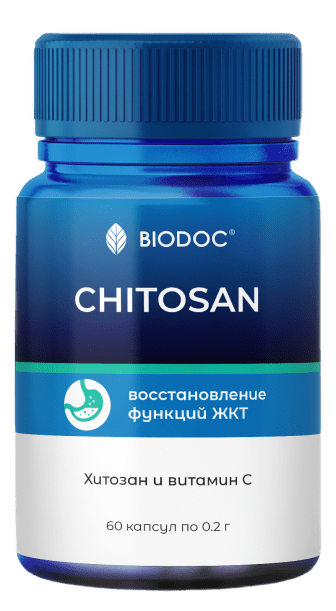 BIODOC®
CHITOSAN
восстановление
функций ЖКТ
Хитозан и витамин С
60 капсул по 0.2 г